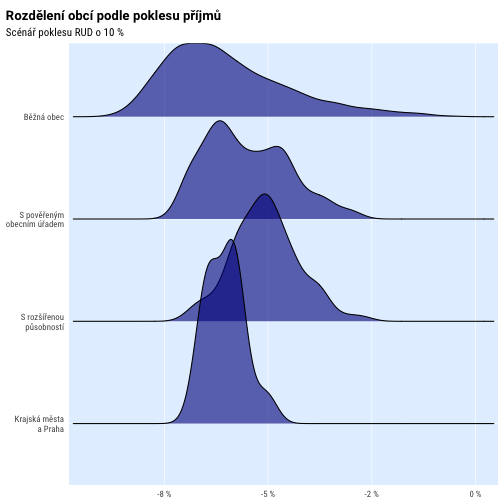 Rozdělení obcí podle poklesu příjmů
Scénář poklesu RUD o 10 %
Běžná obec
S pověřeným
obecním úřadem
S rozšířenou
působností
Krajská města
a Praha
-8 %
-5 %
-2 %
0 %